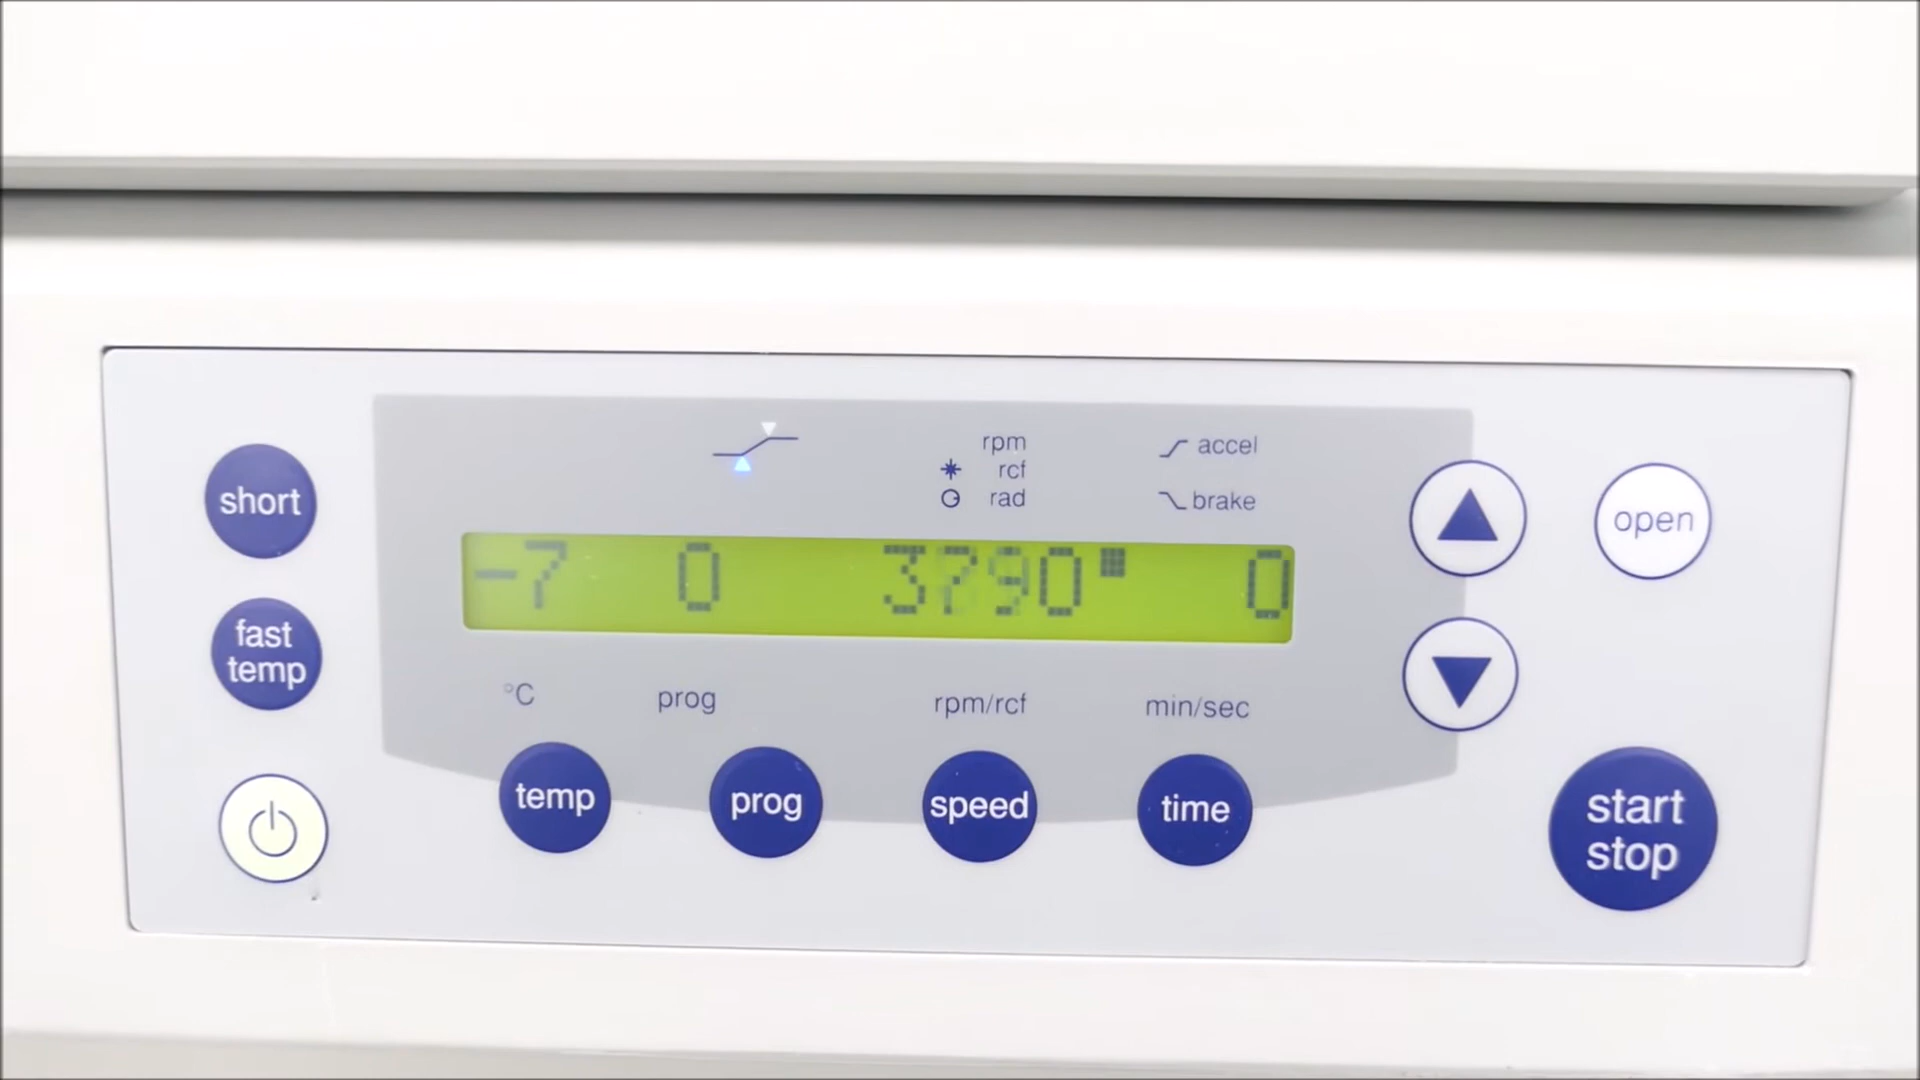 rpm
accel
rcf
rad
brake
short
open
-7 0 3790 0
fast
temp
°C prog rpm/rcf min/sec
temp prog speed time
start
stop